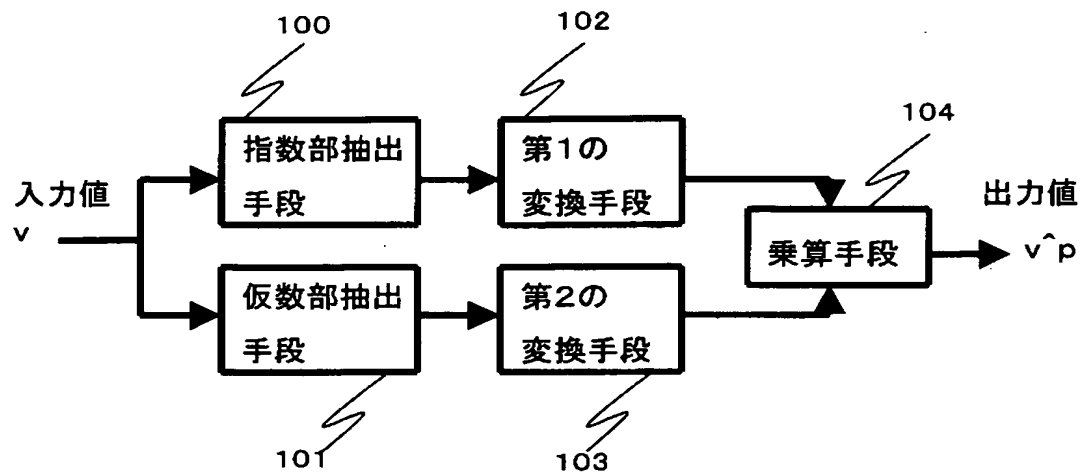 100
102
104
指数部抽出
手段
第1の
変換手段
入力値
v
出力値
v^p
乗算手段
仮数部抽出
手段
第2の
変換手段
101
103